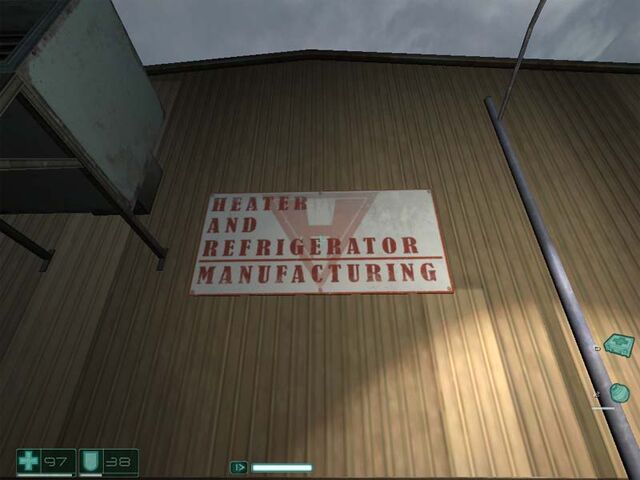 HEATER
AND
REFRIGERATOR
MANUFACTURING
97
38